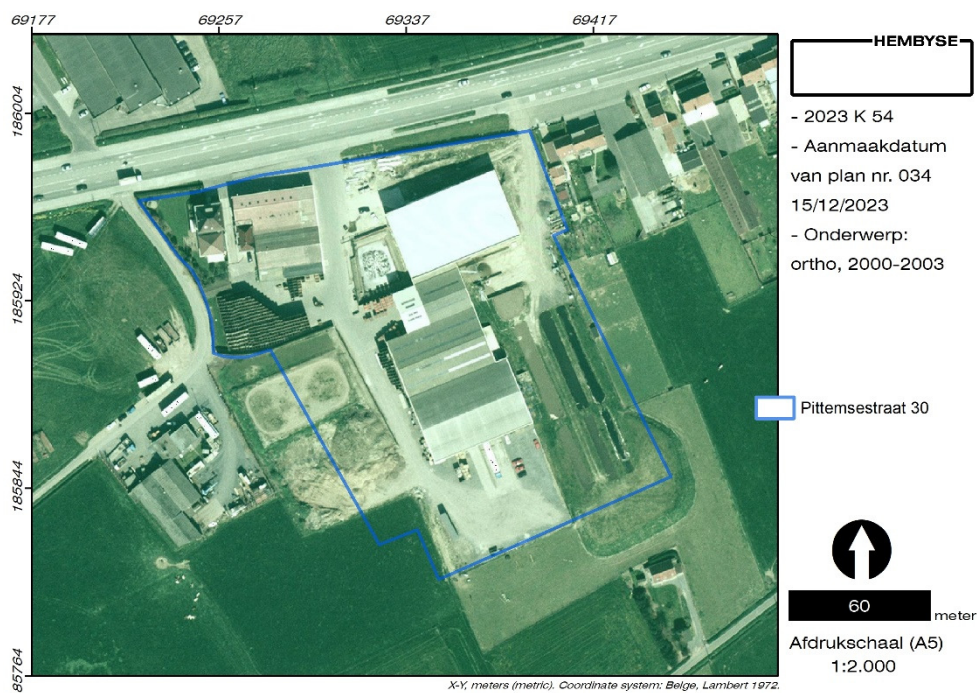 69177 69257 69337 69417
HEMBYSE
186004
185924
185844
85764
- 2023 K 54
- Aanmaakdatum
van plan nr. 034
15/12/2023
- Onderwerp:
ortho, 2000-2003
Pittemsestraat 30
60 meter
Afdrukschaal (A5)
1:2.000
X-Y, meters (metric). Coordinate system: Belge, Lambert 1972.